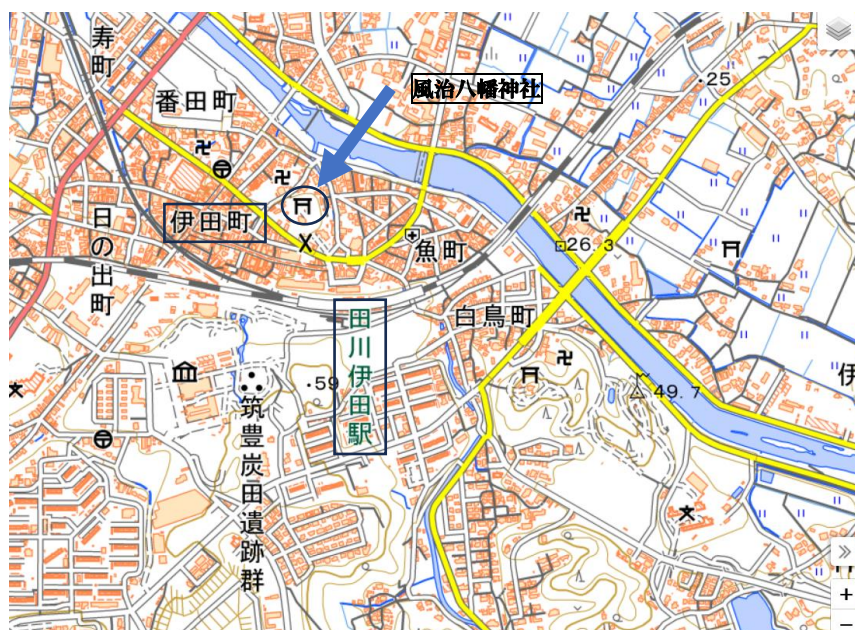 寿町
番田町
風治八幡神社
25
伊田町
日の出町
魚町
26.3
白鳥町
田川伊田駅
59
49.7
伊
筑豊炭田遺跡群
»
+
−